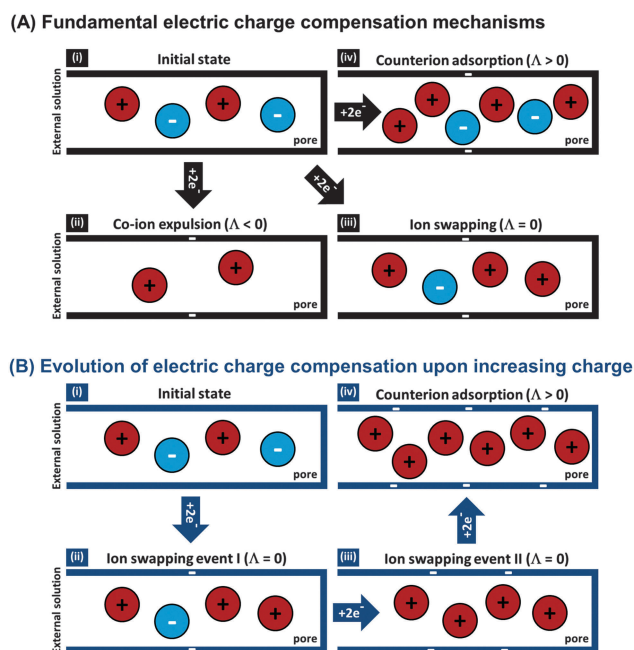 (A) Fundamental electric charge compensation mechanisms
(i) Initial state
External solution
+ - + -
pore
+2e⁻
(iv) Counterion adsorption (Λ > 0)
+ + - + - +
pore
+2e⁻
+2e⁻
(ii) Co-ion expulsion (Λ < 0)
External solution
+ +
pore
(iii) Ion swapping (Λ = 0)
+ - + +
pore
(B) Evolution of electric charge compensation upon increasing charge
(i) Initial state
External solution
+ - + -
pore
(iv) Counterion adsorption (Λ > 0)
+ + + + + +
pore
+2e⁻
+2e⁻
(ii) Ion swapping event I (Λ = 0)
External solution
+ - + +
pore
+2e⁻
(iii) Ion swapping event II (Λ = 0)
+ + + +
pore